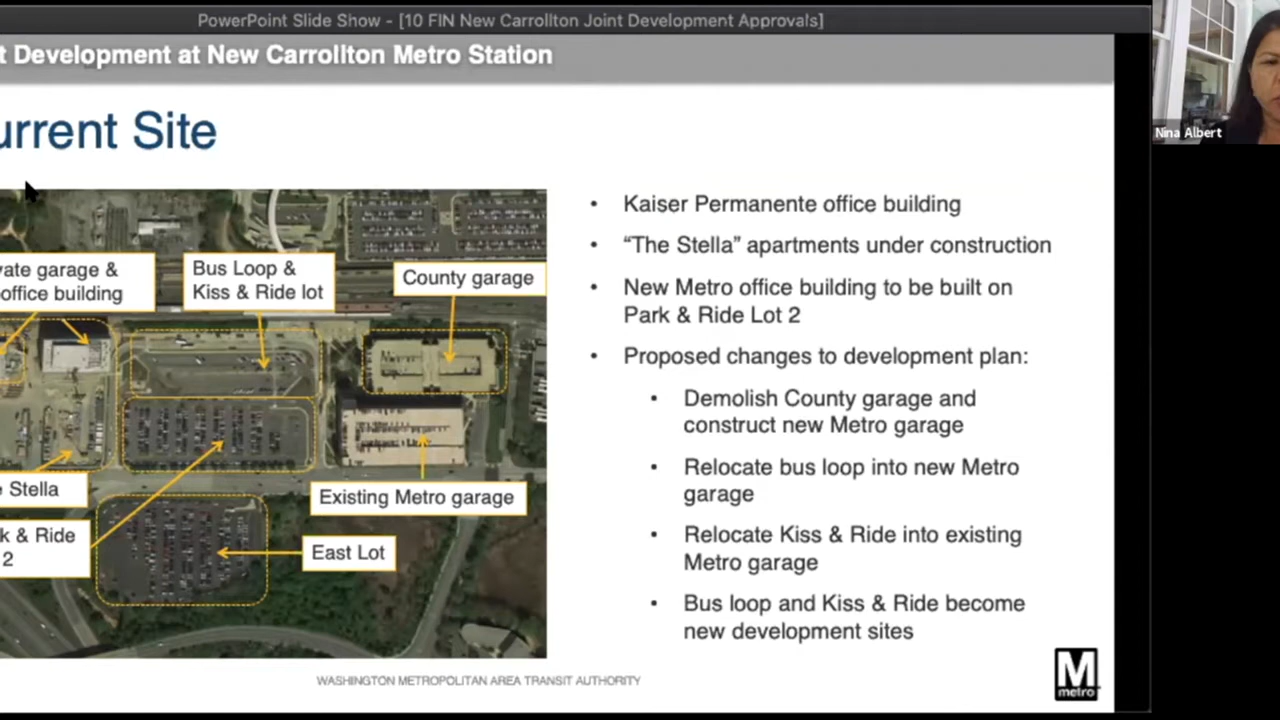 PowerPoint Slide Show - [10 FIN New Carrollton Joint Development Approvals]
t Development at New Carrollton Metro Station
urrent Site
Nina Albert
vate garage &
office building
Bus Loop &
Kiss & Ride lot
County garage
e Stella
k & Ride
2
Existing Metro garage
East Lot
• Kaiser Permanente office building
• “The Stella” apartments under construction
• New Metro office building to be built on
Park & Ride Lot 2
• Proposed changes to development plan:
• Demolish County garage and
construct new Metro garage
• Relocate bus loop into new Metro
garage
• Relocate Kiss & Ride into existing
Metro garage
• Bus loop and Kiss & Ride become
new development sites
WASHINGTON METROPOLITAN AREA TRANSIT AUTHORITY
M
metro